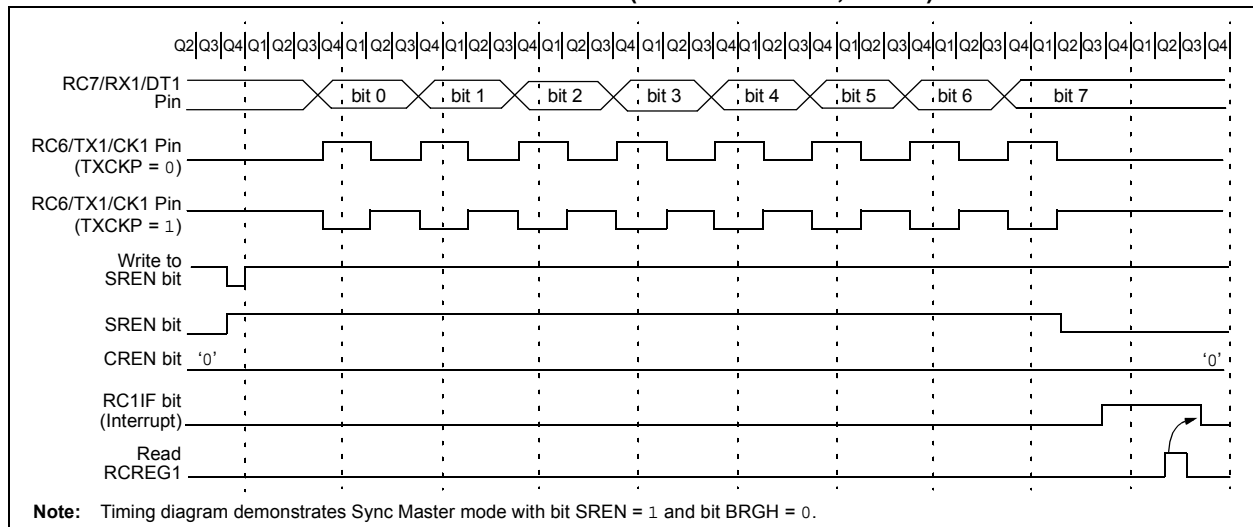 Q2 Q3 Q4 Q1 Q2 Q3 Q4 Q1 Q2 Q3 Q4 Q1 Q2 Q3 Q4 Q1 Q2 Q3 Q4 Q1 Q2 Q3 Q4 Q1 Q2 Q3 Q4 Q1 Q2 Q3 Q4 Q1 Q2 Q3 Q4 Q1 Q2 Q3 Q4 Q1 Q2 Q3 Q4
RC7/RX1/DT1
Pin
bit 0 bit 1 bit 2 bit 3 bit 4 bit 5 bit 6 bit 7
RC6/TX1/CK1 Pin
(TXCKP = 0)
RC6/TX1/CK1 Pin
(TXCKP = 1)
Write to
SREN bit
SREN bit
CREN bit ‘0’ ‘0’
RC1IF bit
(Interrupt)
Read
RCREG1
Note: Timing diagram demonstrates Sync Master mode with bit SREN = 1 and bit BRGH = 0.